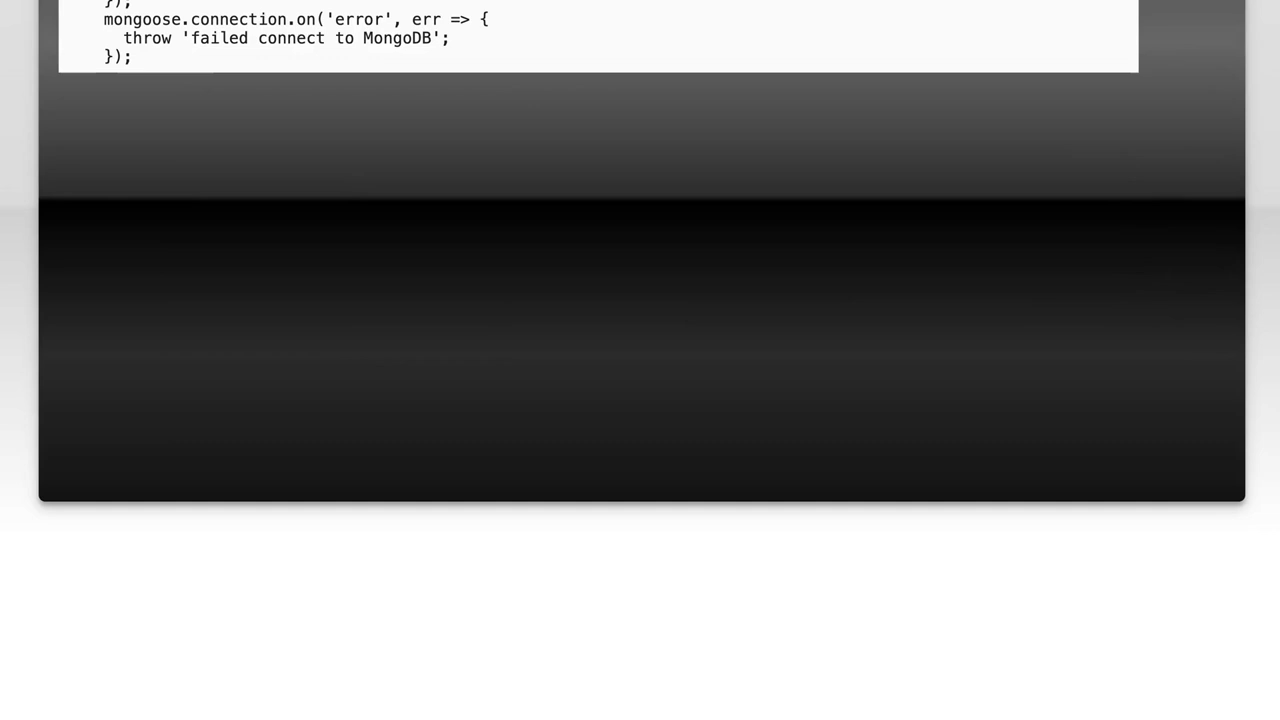 });
mongoose.connection.on('error', err => {
  throw 'failed connect to MongoDB';
});